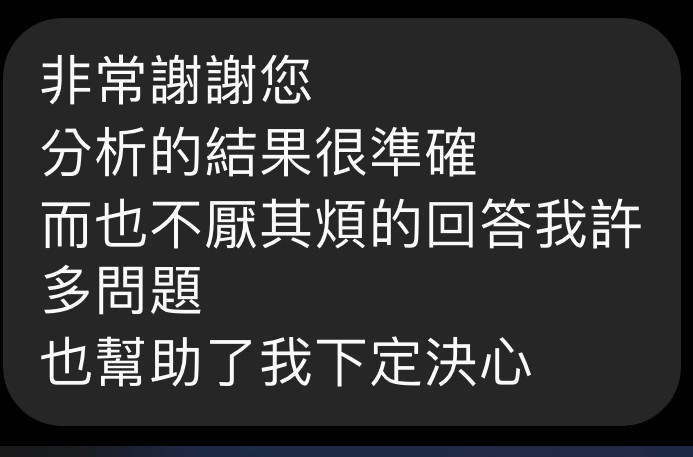 非常謝謝您
分析的結果很準確
而也不厭其煩的回答我許
多問題
也幫助了我下定決心